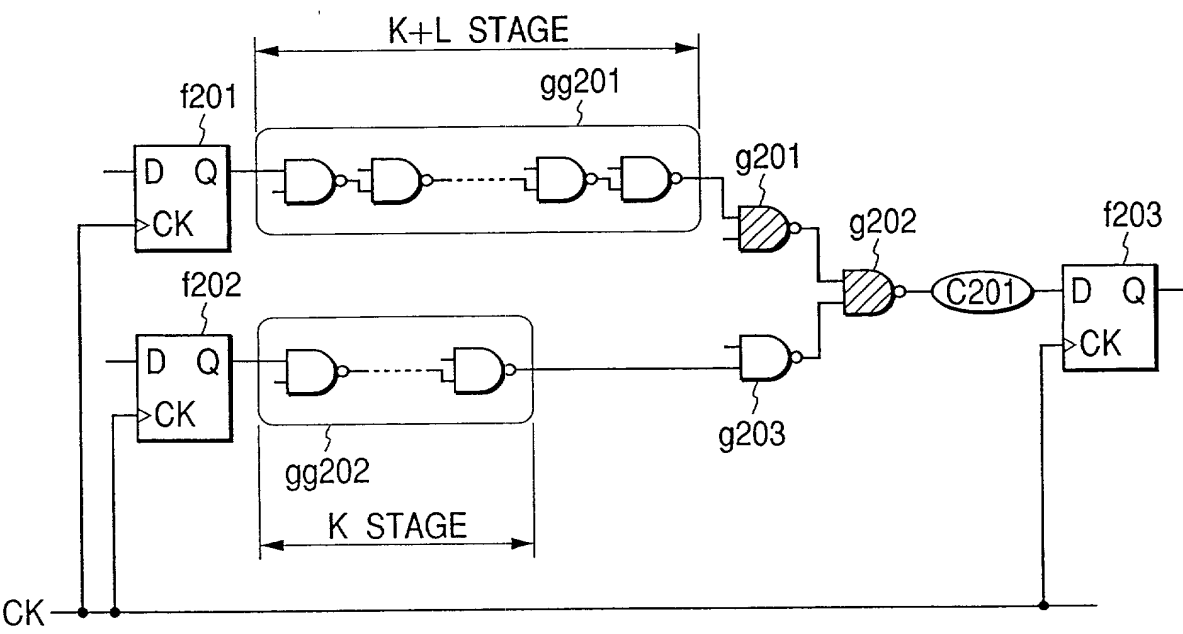 K+L STAGE
gg201
f201
D Q
CK
g201
g202
f203
D Q
CK
C201
f202
D Q
CK
g203
gg202
K STAGE
CK